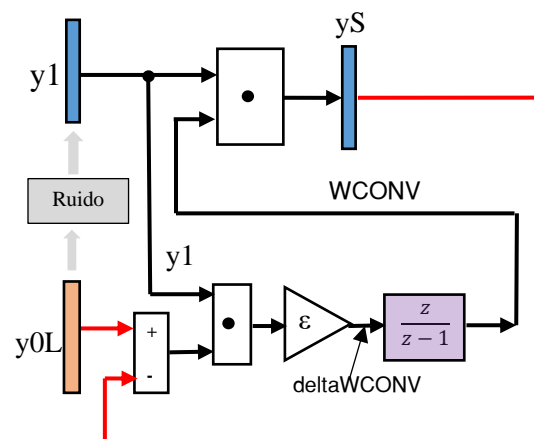 yS
y1
•
WCONV
Ruido
y1
y0L
+
-
•
ε
z
z − 1
deltaWCONV